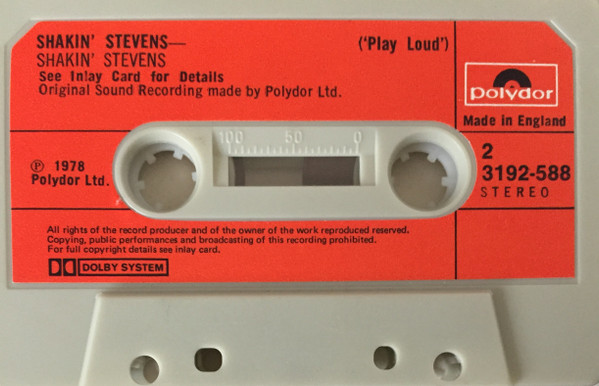 SHAKIN' STEVENS—
('Play Loud')
SHAKIN' STEVENS
See Inlay Card for Details
Original Sound Recording made by Polydor Ltd.
polydor
Made in England
℗ 1978
Polydor Ltd.
100 50 0
2
3192-588
STEREO
All rights of the record producer and of the owner of the work reproduced reserved.
Copying, public performances and broadcasting of this recording prohibited.
For full copyright details see inlay card.
DOLBY SYSTEM